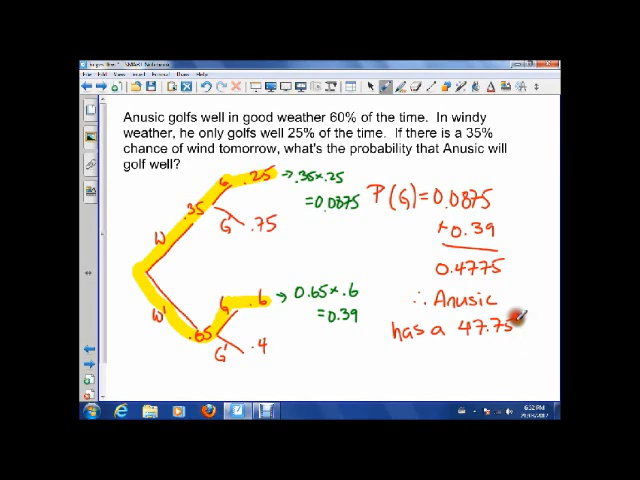 Anusic golfs well in good weather 60% of the time. In windy
weather, he only golfs well 25% of the time. If there is a 35%
chance of wind tomorrow, what's the probability that Anusic will
golf well?
G .25 → .35 × .25
= 0.0875
.35
G' .75
W
W'
G .6 → 0.65 × .6
= 0.39
.65
G' .4
P(G) = 0.0875
+ 0.39
0.4775
∴ Anusic
has a 47.75
6:52 PM